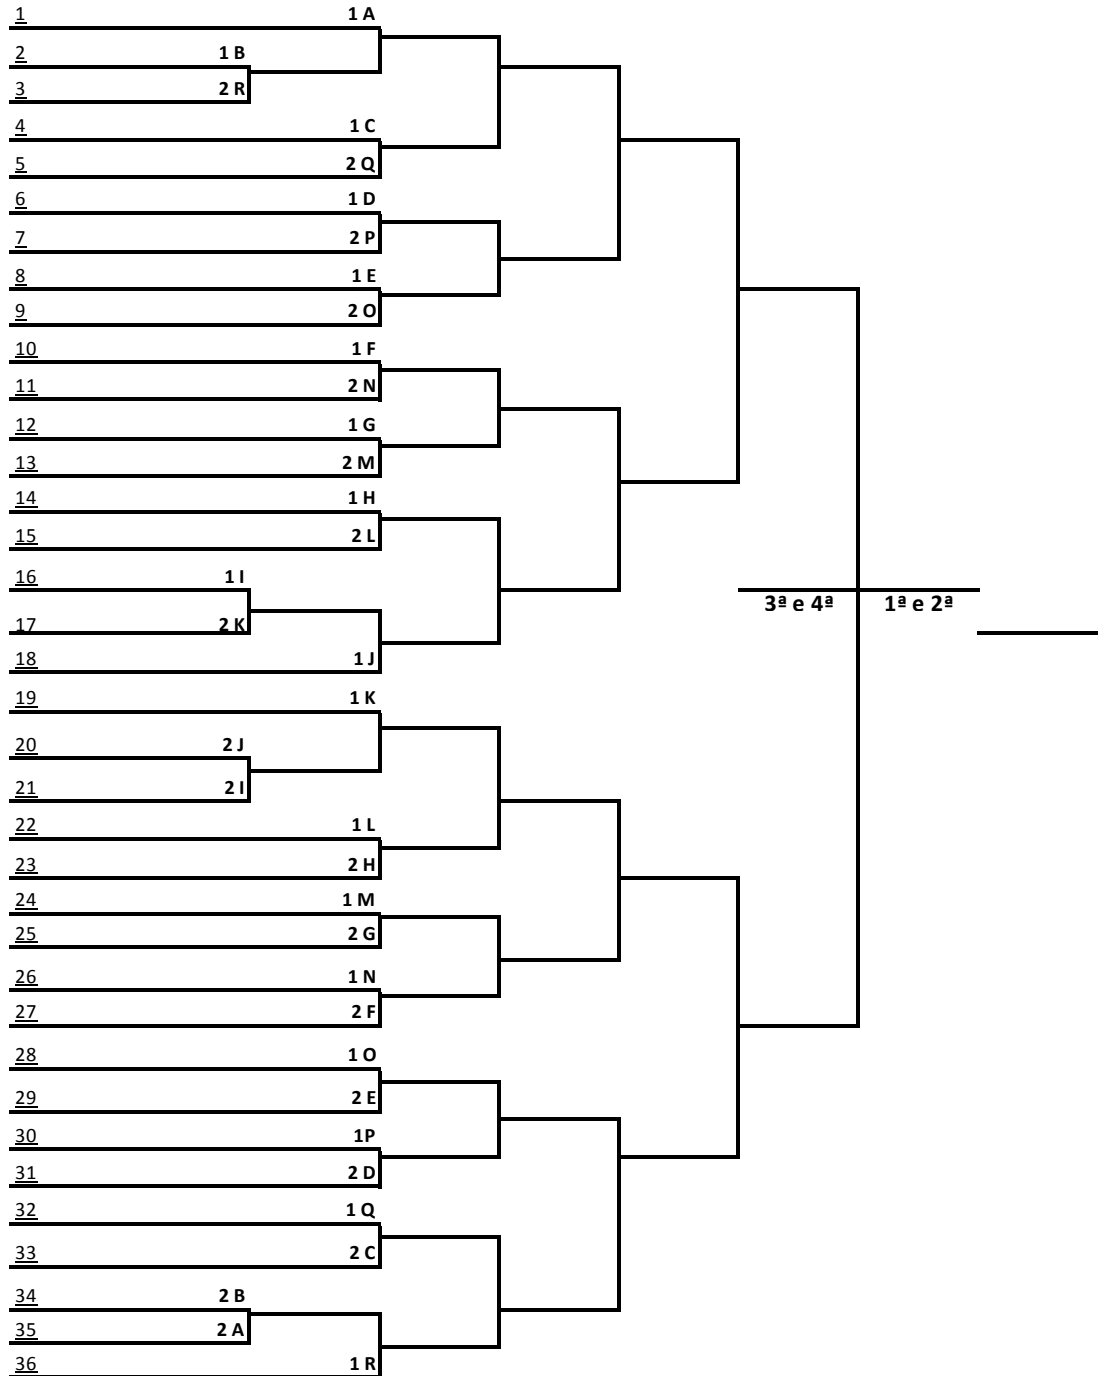 1 1 A
2 1 B
3 2 R
4 1 C
5 2 Q
6 1 D
7 2 P
8 1 E
9 2 O
10 1 F
11 2 N
12 1 G
13 2 M
14 1 H
15 2 L
16 1 I
3ª e 4ª 1ª e 2ª
17 2 K
18 1 J
19 1 K
20 2 J
21 2 I
22 1 L
23 2 H
24 1 M
25 2 G
26 1 N
27 2 F
28 1 O
29 2 E
30 1P
31 2 D
32 1 Q
33 2 C
34 2 B
35 2 A
36 1 R